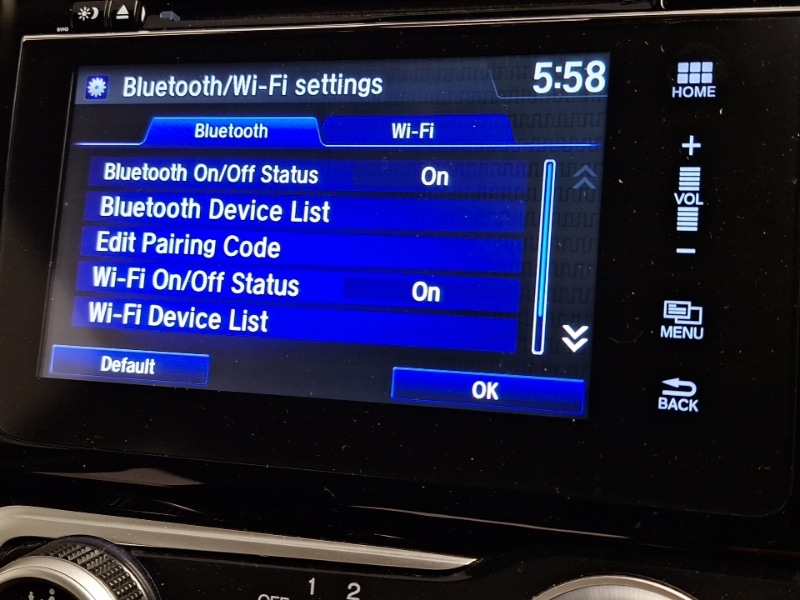 Bluetooth/Wi-Fi settings
5:58
Bluetooth
Wi-Fi
Bluetooth On/Off Status On
Bluetooth Device List
Edit Pairing Code
Wi-Fi On/Off Status On
Wi-Fi Device List
Default
OK
HOME
+
VOL
−
MENU
BACK
OFF 1 2